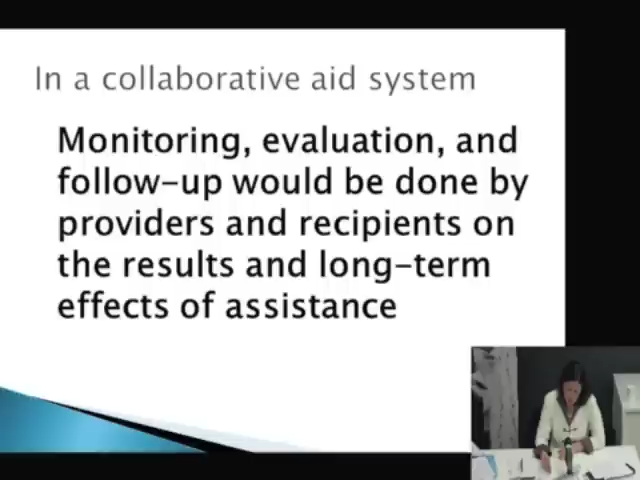 In a collaborative aid system
Monitoring, evaluation, and
follow-up would be done by
providers and recipients on
the results and long-term
effects of assistance